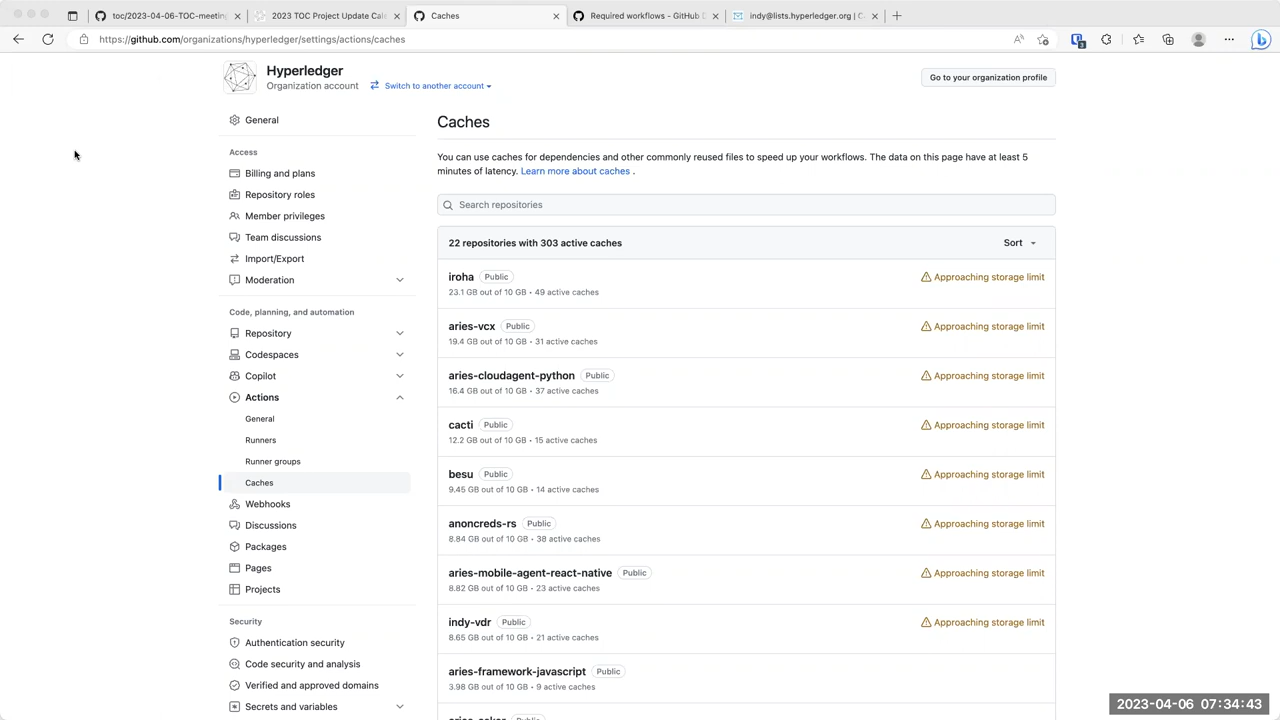 toc/2023-04-06-TOC-meetin
2023 TOC Project Update Cale
Caches
Required workflows - GitHub D
indy@lists.hyperledger.org | C
https://github.com/organizations/hyperledger/settings/actions/caches
3
Hyperledger
Organization account
Switch to another account
Go to your organization profile
General
Access
Billing and plans
Repository roles
Member privileges
Team discussions
Import/Export
Moderation
Code, planning, and automation
Repository
Codespaces
Copilot
Actions
General
Runners
Runner groups
Caches
Webhooks
Discussions
Packages
Pages
Projects
Security
Authentication security
Code security and analysis
Verified and approved domains
Secrets and variables
Caches
You can use caches for dependencies and other commonly reused files to speed up your workflows. The data on this page have at least 5
minutes of latency. Learn more about caches .
Search repositories
22 repositories with 303 active caches
Sort
iroha Public
Approaching storage limit
23.1 GB out of 10 GB • 49 active caches
aries-vcx Public
Approaching storage limit
19.4 GB out of 10 GB • 31 active caches
aries-cloudagent-python Public
Approaching storage limit
16.4 GB out of 10 GB • 37 active caches
cacti Public
Approaching storage limit
12.2 GB out of 10 GB • 15 active caches
besu Public
Approaching storage limit
9.45 GB out of 10 GB • 14 active caches
anoncreds-rs Public
Approaching storage limit
8.84 GB out of 10 GB • 38 active caches
aries-mobile-agent-react-native Public
Approaching storage limit
8.82 GB out of 10 GB • 23 active caches
indy-vdr Public
Approaching storage limit
8.65 GB out of 10 GB • 21 active caches
aries-framework-javascript Public
3.98 GB out of 10 GB • 9 active caches
2023-04-06 07:34:43